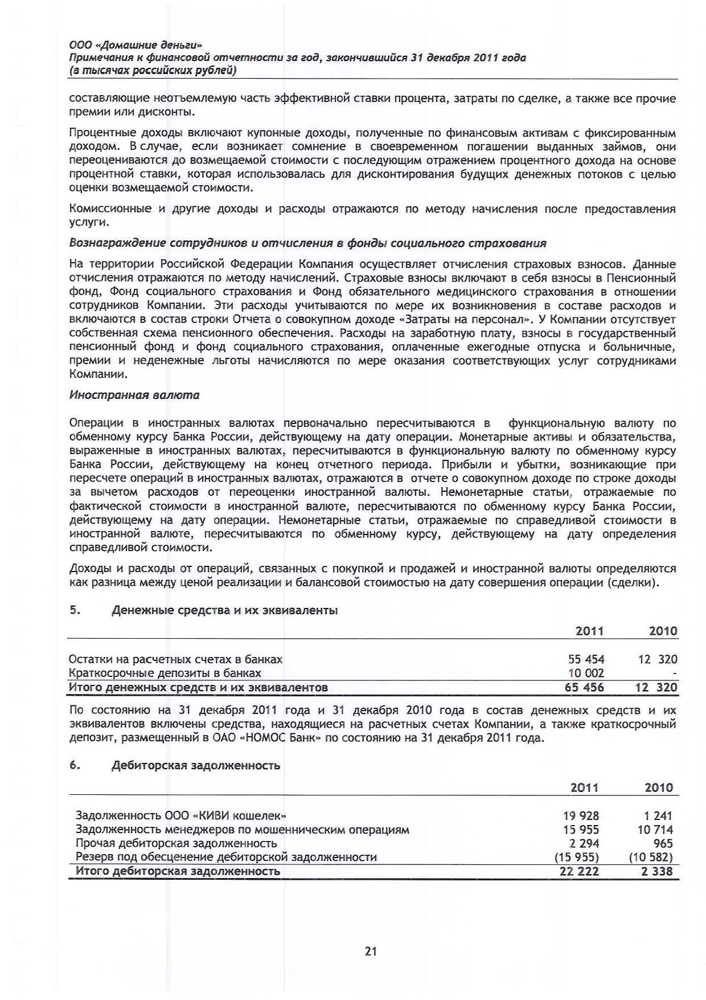 ООО «Домашние деньги»
Примечания к финансовой отчетности за год, закончившийся 31 декабря 2011 года
(в тысячах российских рублей)
составляющие неотъемлемую часть эффективной ставки процента, затраты по сделке, а также все прочие
премии или дисконты.
Процентные доходы включают купонные доходы, полученные по финансовым активам с фиксированным
доходом. В случае, если возникает сомнение в своевременном погашении выданных займов, они
переоцениваются до возмещаемой стоимости с последующим отражением процентного дохода на основе
процентной ставки, которая использовалась для дисконтирования будущих денежных потоков с целью
оценки возмещаемой стоимости.
Комиссионные и другие доходы и расходы отражаются по методу начисления после предоставления
услуги.
Вознаграждение сотрудников и отчисления в фонды социального страхования
На территории Российской Федерации Компания осуществляет отчисления страховых взносов. Данные
отчисления отражаются по методу начислений. Страховые взносы включают в себя взносы в Пенсионный
фонд, Фонд социального страхования и Фонд обязательного медицинского страхования в отношении
сотрудников Компании. Эти расходы учитываются по мере их возникновения в составе расходов и
включаются в состав строки Отчета о совокупном доходе «Затраты на персонал». У Компании отсутствует
собственная схема пенсионного обеспечения. Расходы на заработную плату, взносы в государственный
пенсионный фонд и фонд социального страхования, оплаченные ежегодные отпуска и больничные,
премии и неденежные льготы начисляются по мере оказания соответствующих услуг сотрудниками
Компании.
Иностранная валюта
Операции в иностранных валютах первоначально пересчитываются в функциональную валюту по
обменному курсу Банка России, действующему на дату операции. Монетарные активы и обязательства,
выраженные в иностранных валютах, пересчитываются в функциональную валюту по обменному курсу
Банка России, действующему на конец отчетного периода. Прибыли и убытки, возникающие при
пересчете операций в иностранных валютах, отражаются в отчете о совокупном доходе по строке доходы
за вычетом расходов от переоценки иностранной валюты. Немонетарные статьи, отражаемые по
фактической стоимости в иностранной валюте, пересчитываются по обменному курсу Банка России,
действующему на дату операции. Немонетарные статьи, отражаемые по справедливой стоимости в
иностранной валюте, пересчитываются по обменному курсу, действующему на дату определения
справедливой стоимости.
Доходы и расходы от операций, связанных с покупкой и продажей и иностранной валюты определяются
как разница между ценой реализации и балансовой стоимостью на дату совершения операции (сделки).
5. Денежные средства и их эквиваленты
2011 2010
Остатки на расчетных счетах в банках 55 454 12 320
Краткосрочные депозиты в банках 10 002 -
Итого денежных средств и их эквивалентов 65 456 12 320
По состоянию на 31 декабря 2011 года и 31 декабря 2010 года в состав денежных средств и их
эквивалентов включены средства, находящиеся на расчетных счетах Компании, а также краткосрочный
депозит, размещенный в ОАО «НОМОС Банк» по состоянию на 31 декабря 2011 года.
6. Дебиторская задолженность
2011 2010
Задолженность ООО «КИВИ кошелек» 19 928 1 241
Задолженность менеджеров по мошенническим операциям 15 955 10 714
Прочая дебиторская задолженность 2 294 965
Резерв под обесценение дебиторской задолженности (15 955) (10 582)
Итого дебиторская задолженность 22 222 2 338
21